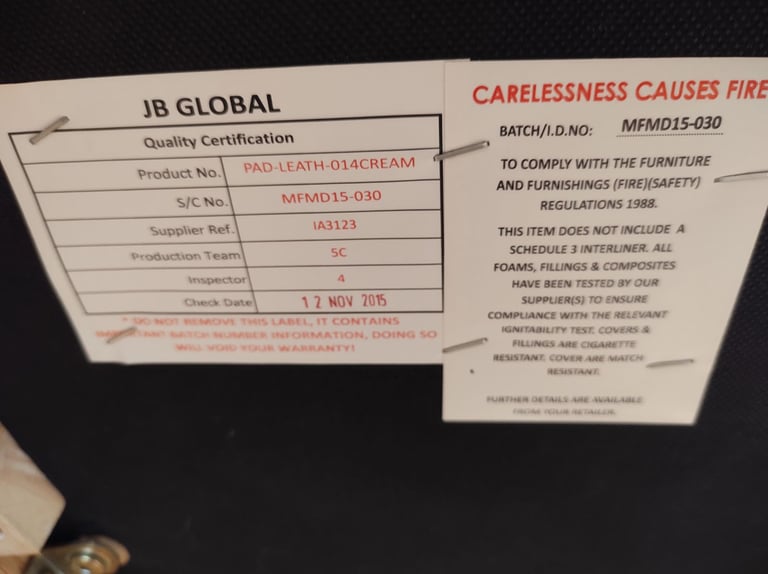 JB GLOBAL
Quality Certification
Product No. PAD-LEATH-014CREAM
S/C No. MFMD15-030
Supplier Ref. IA3123
Production Team SC
Inspector 4
Check Date 12 NOV 2015
* DO NOT REMOVE THIS LABEL, IT CONTAINS
IMPORTANT BATCH NUMBER INFORMATION, DOING SO
WILL VOID YOUR WARRANTY!
CARELESSNESS CAUSES FIRE
BATCH/I.D.NO: MFMD15-030
TO COMPLY WITH THE FURNITURE
AND FURNISHINGS (FIRE)(SAFETY)
REGULATIONS 1988.
THIS ITEM DOES NOT INCLUDE A
SCHEDULE 3 INTERLINER. ALL
FOAMS, FILLINGS & COMPOSITES
HAVE BEEN TESTED BY OUR
SUPPLIER(S) TO ENSURE
COMPLIANCE WITH THE RELEVANT
IGNITABILITY TEST. COVERS &
FILLINGS ARE CIGARETTE
RESISTANT. COVER ARE MATCH
RESISTANT.
FURTHER DETAILS ARE AVAILABLE
FROM YOUR RETAILER.